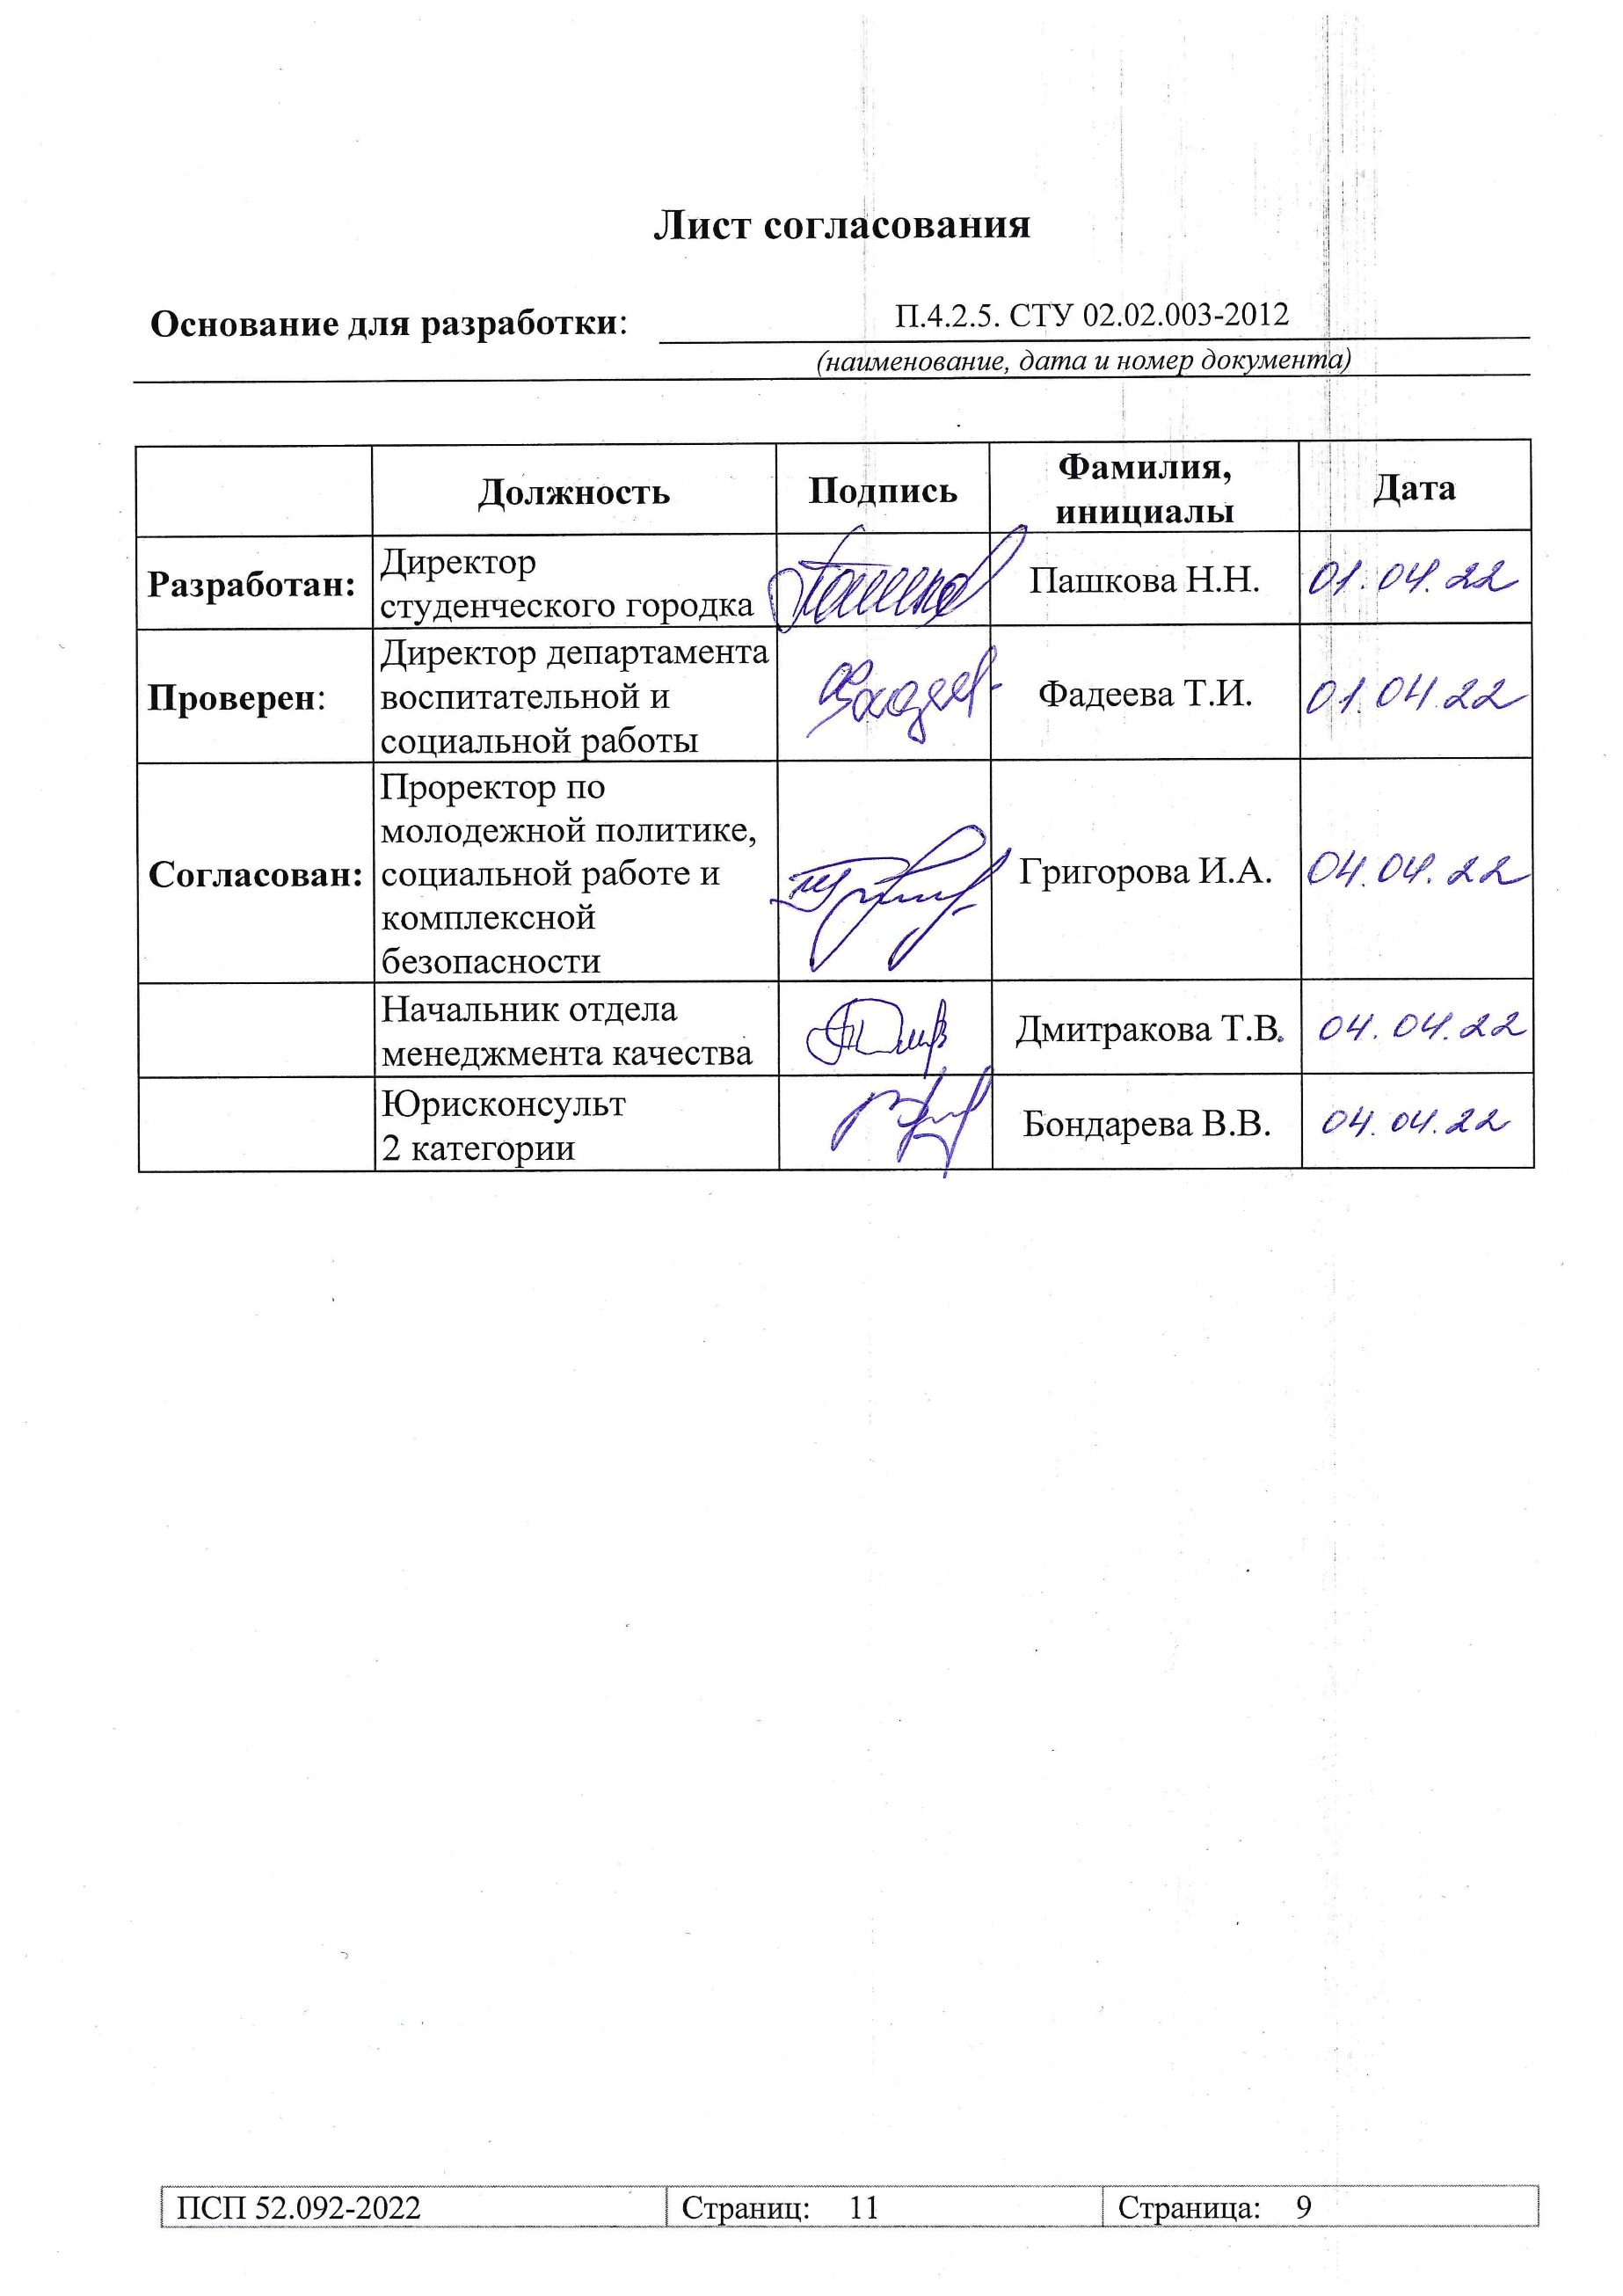 Лист согласования
Основание для разработки: П.4.2.5. СТУ 02.02.003-2012
(наименование, дата и номер документа)
Должность Подпись Фамилия, инициалы Дата
Разработан: Директор студенческого городка Пашкова Н.Н. 01.04.22
Проверен: Директор департамента воспитательной и социальной работы Фадеева Т.И. 01.04.22
Согласован: Проректор по молодежной политике, социальной работе и комплексной безопасности Григорова И.А. 04.04.22
Начальник отдела менеджмента качества Дмитракова Т.В. 04.04.22
Юрисконсульт 2 категории Бондарева В.В. 04.04.22
ПСП 52.092-2022 Страниц: 11 Страница: 9